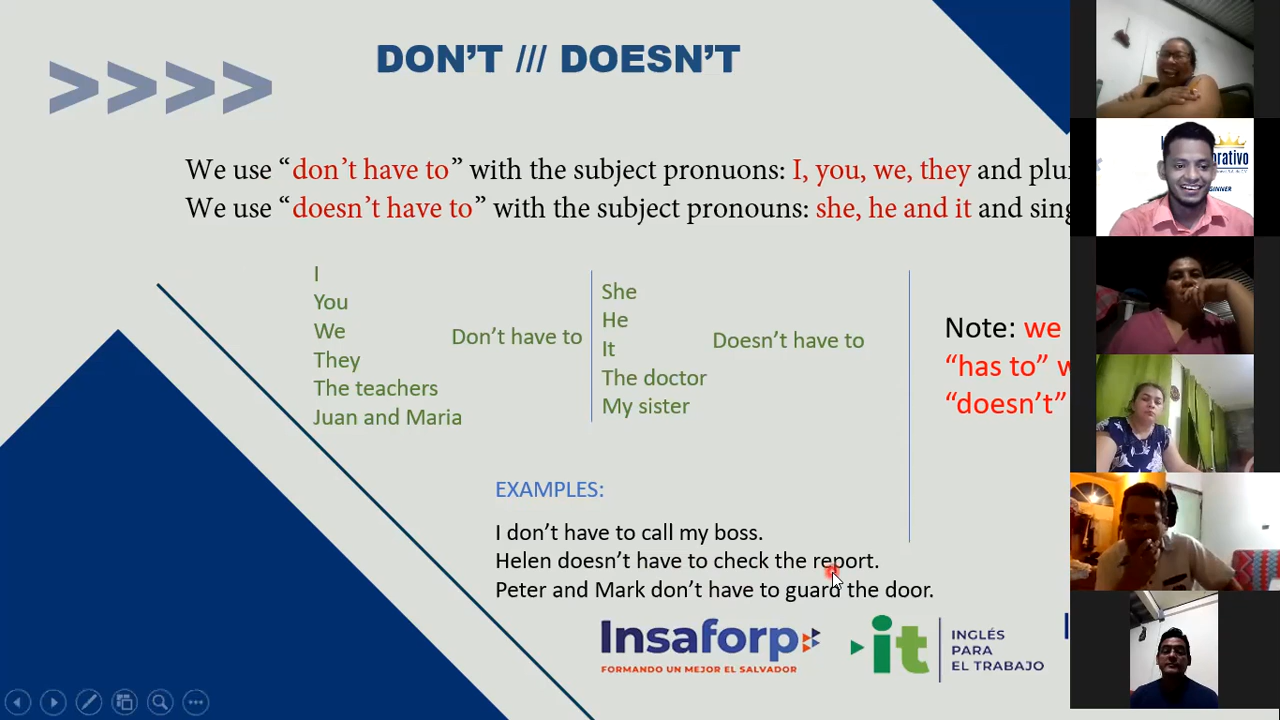 DON'T /// DOESN'T
We use “don't have to” with the subject pronuons: I, you, we, they and
We use “doesn't have to” with the subject pronouns: she, he and it and
I
You
We
They
The teachers
Juan and Maria
Don't have to
She
He
It
The doctor
My sister
Doesn't have to
Note: we
“has to”
“doesn't”
EXAMPLES:
I don't have to call my boss.
Helen doesn't have to check the report.
Peter and Mark don't have to guard the door.
Insaforp
FORMANDO UN MEJOR EL SALVADOR
it
INGLÉS
PARA
EL TRABAJO